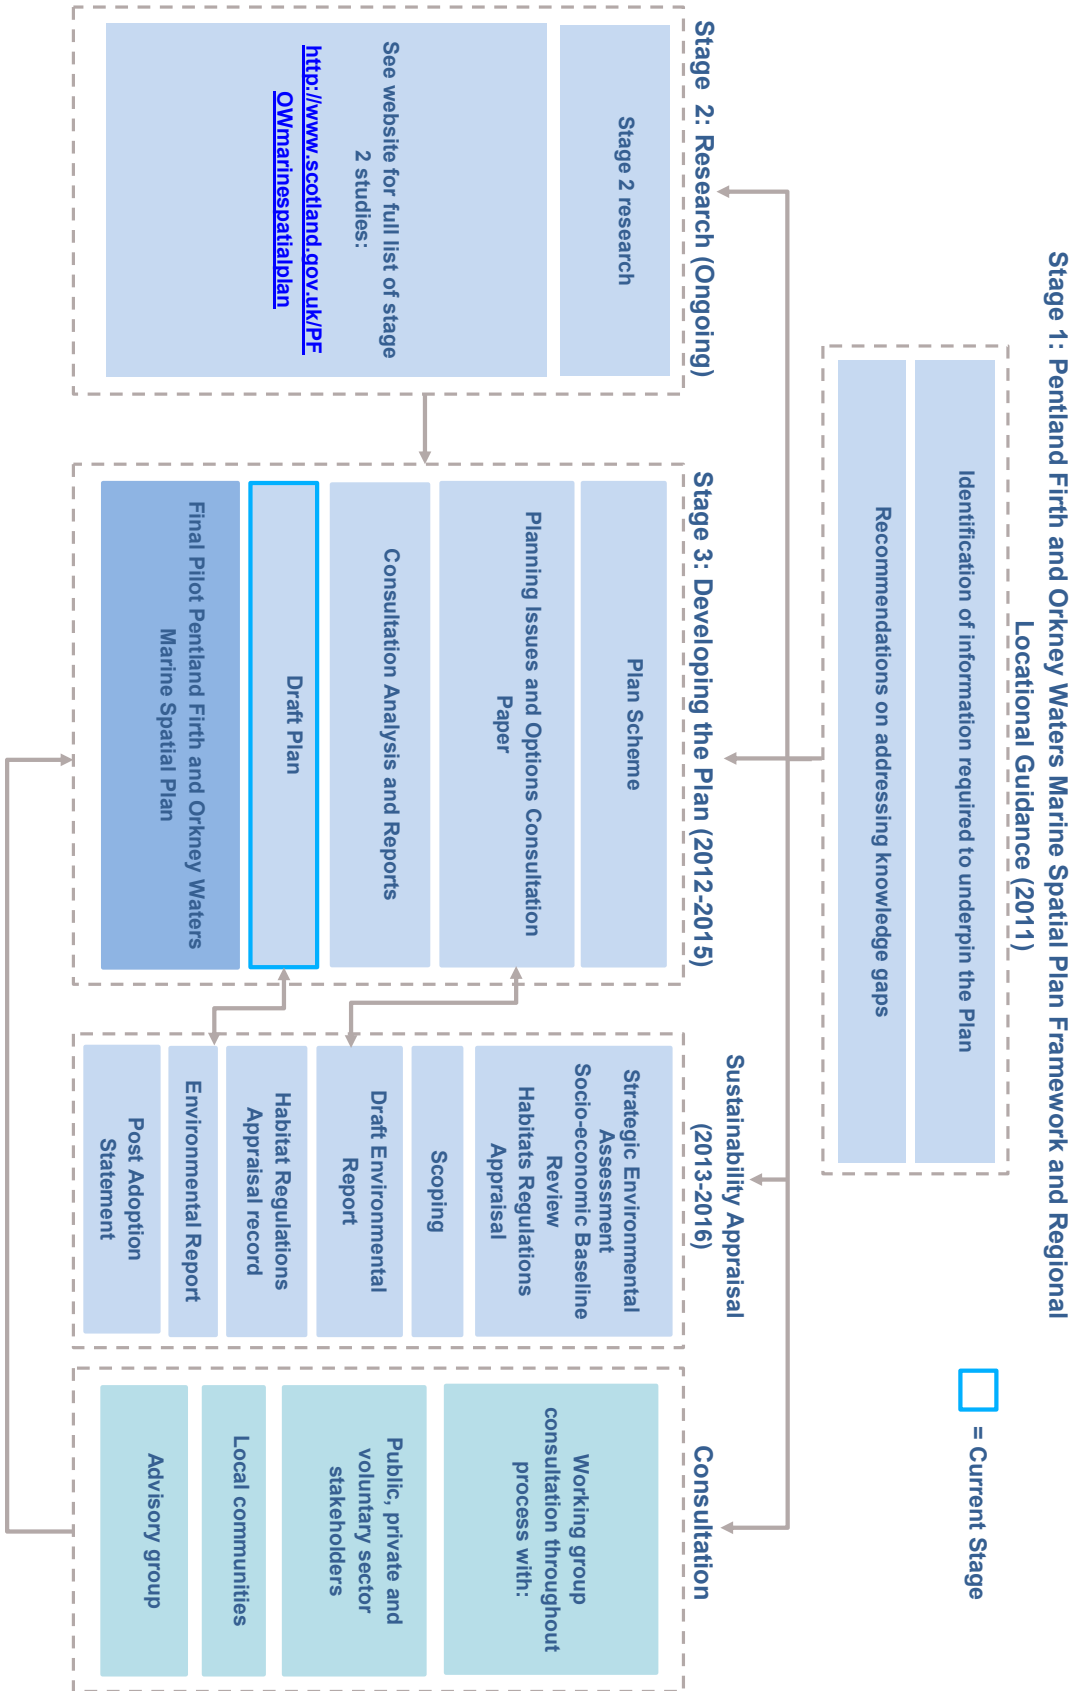 Stage 1: Pentland Firth and Orkney Waters Marine Spatial Plan Framework and Regional
Locational Guidance (2011)
Identification of information required to underpin the Plan
Recommendations on addressing knowledge gaps
= Current Stage
Stage 2: Research (Ongoing)
Stage 2 research
See website for full list of stage
2 studies:
http://www.scotland.gov.uk/PF
OWmarinespatialplan
Stage 3: Developing the Plan (2012-2015)
Plan Scheme
Planning Issues and Options Consultation
Paper
Consultation Analysis and Reports
Draft Plan
Final Pilot Pentland Firth and Orkney Waters
Marine Spatial Plan
Sustainability Appraisal
(2013-2016)
Strategic Environmental
Assessment
Socio-economic Baseline
Review
Habitats Regulations
Appraisal
Scoping
Draft Environmental
Report
Habitat Regulations
Appraisal record
Environmental Report
Post Adoption
Statement
Consultation
Working group
consultation throughout
process with:
Public, private and
voluntary sector
stakeholders
Local communities
Advisory group